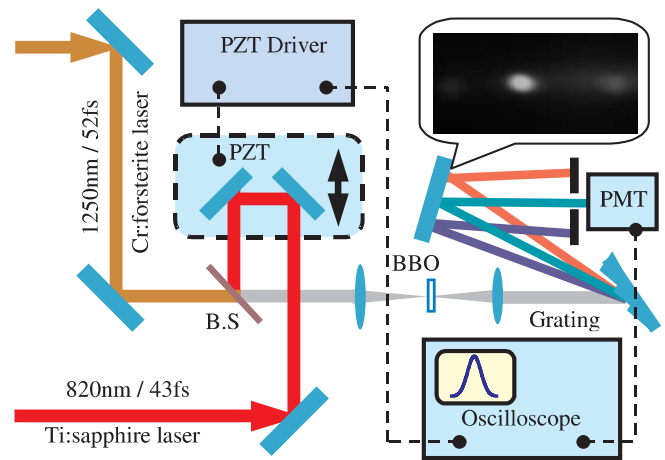 PZT Driver
PZT
1250nm / 52fs
Cr:forsterite laser
PMT
BBO
B.S
Grating
820nm / 43fs
Ti:sapphire laser
Oscilloscope